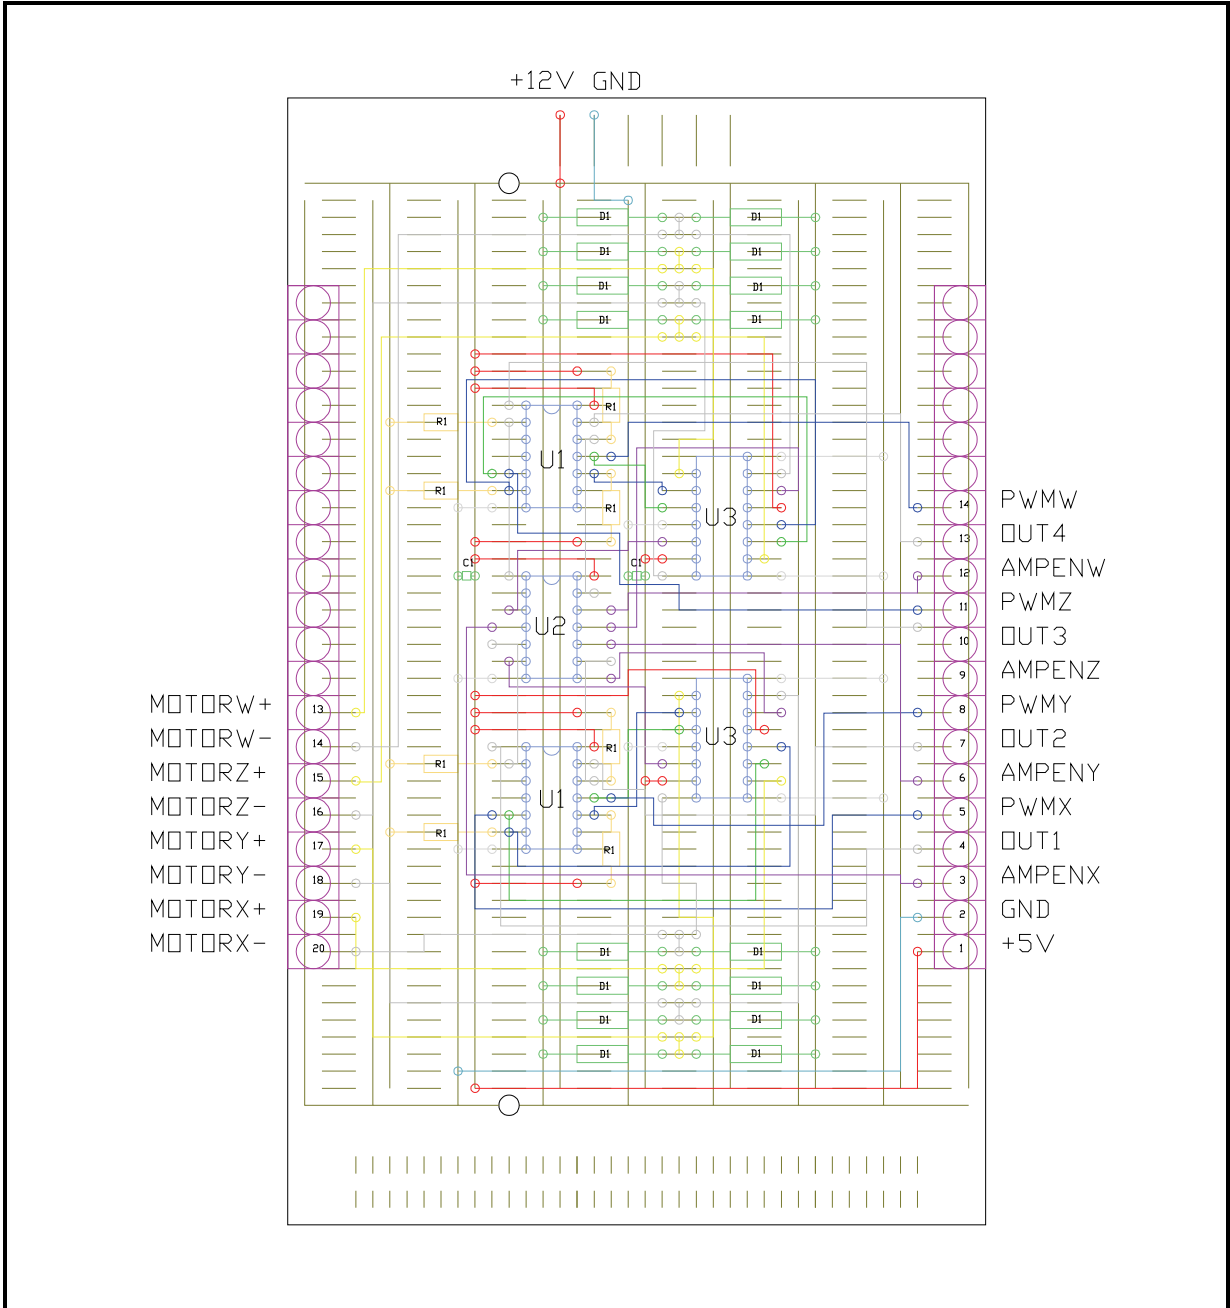 +12V GND
D1 D1
D1 D1
D1 D1
D1 D1
R1
R1
U1
R1
PWMW 14
R1
U3
OUT4 13
C1 C1
AMPENW 12
PWMZ 11
U2
OUT3 10
AMPENZ 9
MOTORW+ 13
PWMY 8
MOTORW- 14
R1
U3
OUT2 7
MOTORZ+ 15
R1
AMPENY 6
MOTORZ- 16
U1
PWMX 5
MOTORY+ 17
R1
R1
OUT1 4
MOTORY- 18
AMPENX 3
MOTORX+ 19
GND 2
MOTORX- 20
+5V 1
D1 D1
D1 D1
D1 D1
D1 D1